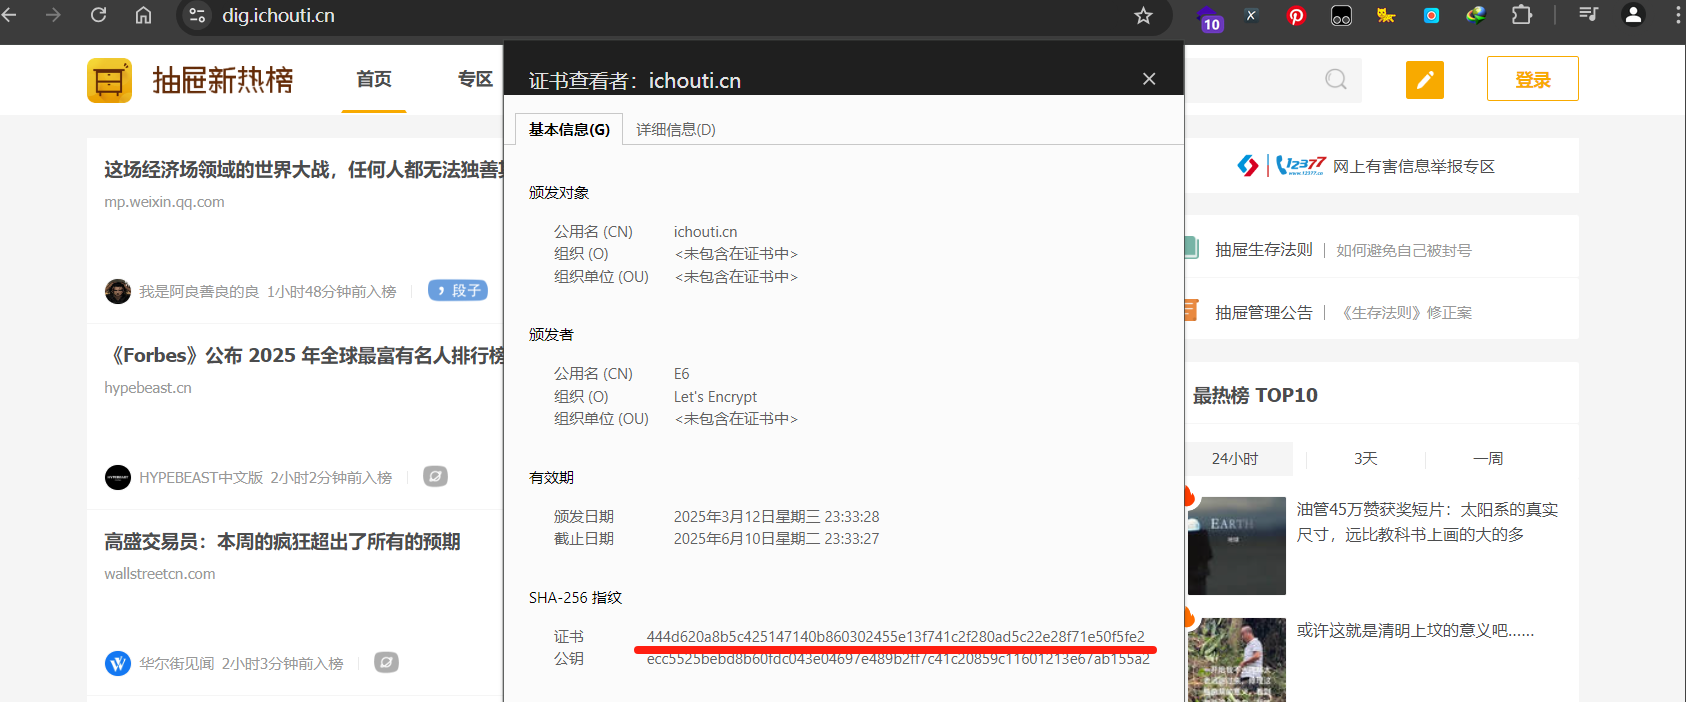 dig.ichouti.cn
10
抽屉新热榜
首页
专区
登录
证书查看者：ichouti.cn
基本信息(G)
详细信息(D)
颁发对象
公用名 (CN) ichouti.cn
组织 (O) <未包含在证书中>
组织单位 (OU) <未包含在证书中>
颁发者
公用名 (CN) E6
组织 (O) Let's Encrypt
组织单位 (OU) <未包含在证书中>
有效期
颁发日期 2025年3月12日星期三 23:33:28
截止日期 2025年6月10日星期二 23:33:27
SHA-256 指纹
证书 444d620a8b5c425147140b860302455e13f741c2f280ad5c22e28f71e50f5fe2
公钥 ecc5525bebd8b60fdc043e04697e489b2ff7c41c20859c11601213e67ab155a2
这场经济场领域的世界大战，任何人都无法独善
mp.weixin.qq.com
我是阿良善良的良 1小时48分钟前入榜
段子
《Forbes》公布 2025 年全球最富有名人排行榜
hypebeast.cn
HYPEBEAST中文版 2小时2分钟前入榜
高盛交易员：本周的疯狂超出了所有的预期
wallstreetcn.com
华尔街见闻 2小时3分钟前入榜
12377
www.12377.cn
网上有害信息举报专区
抽屉生存法则 | 如何避免自己被封号
抽屉管理公告 | 《生存法则》修正案
最热榜 TOP10
24小时
3天
一周
EARTH
地球
油管45万赞获奖短片：太阳系的真实
尺寸，远比教科书上画的大的多
或许这就是清明上坟的意义吧......